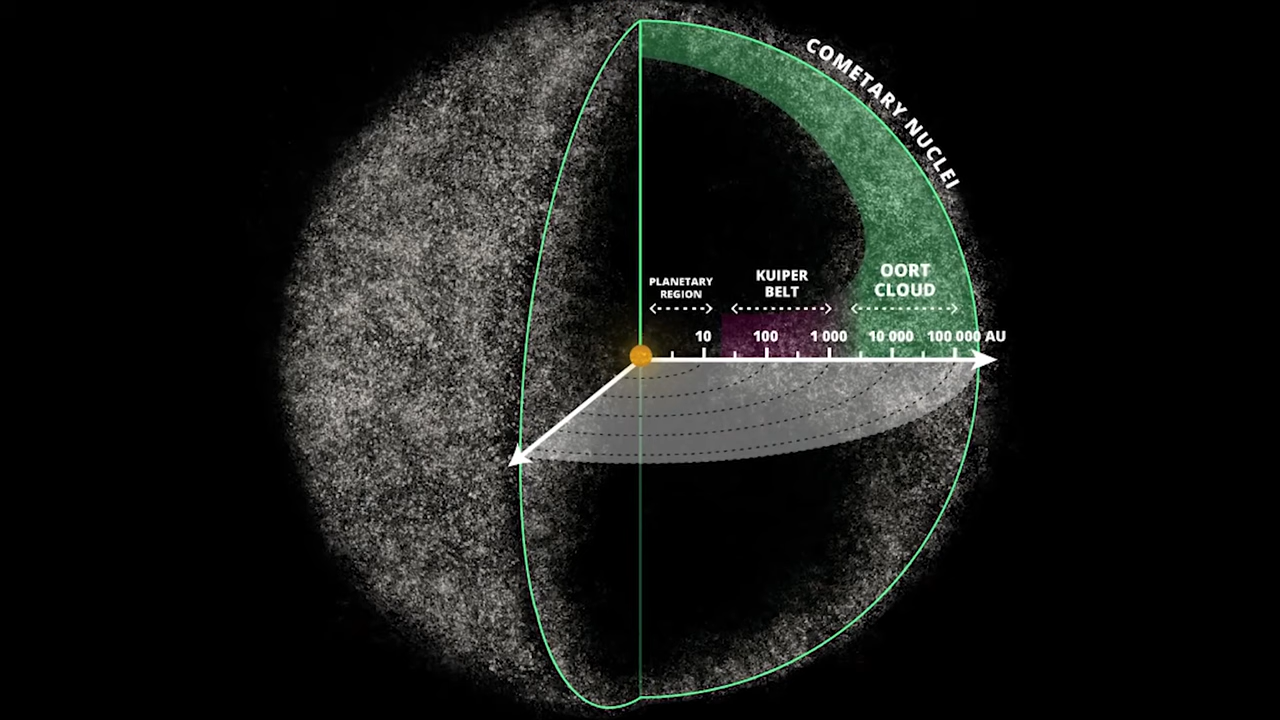 COMETARY NUCLEI
PLANETARY
REGION
KUIPER
BELT
OORT
CLOUD
10 100 1 000 10 000 100 000 AU